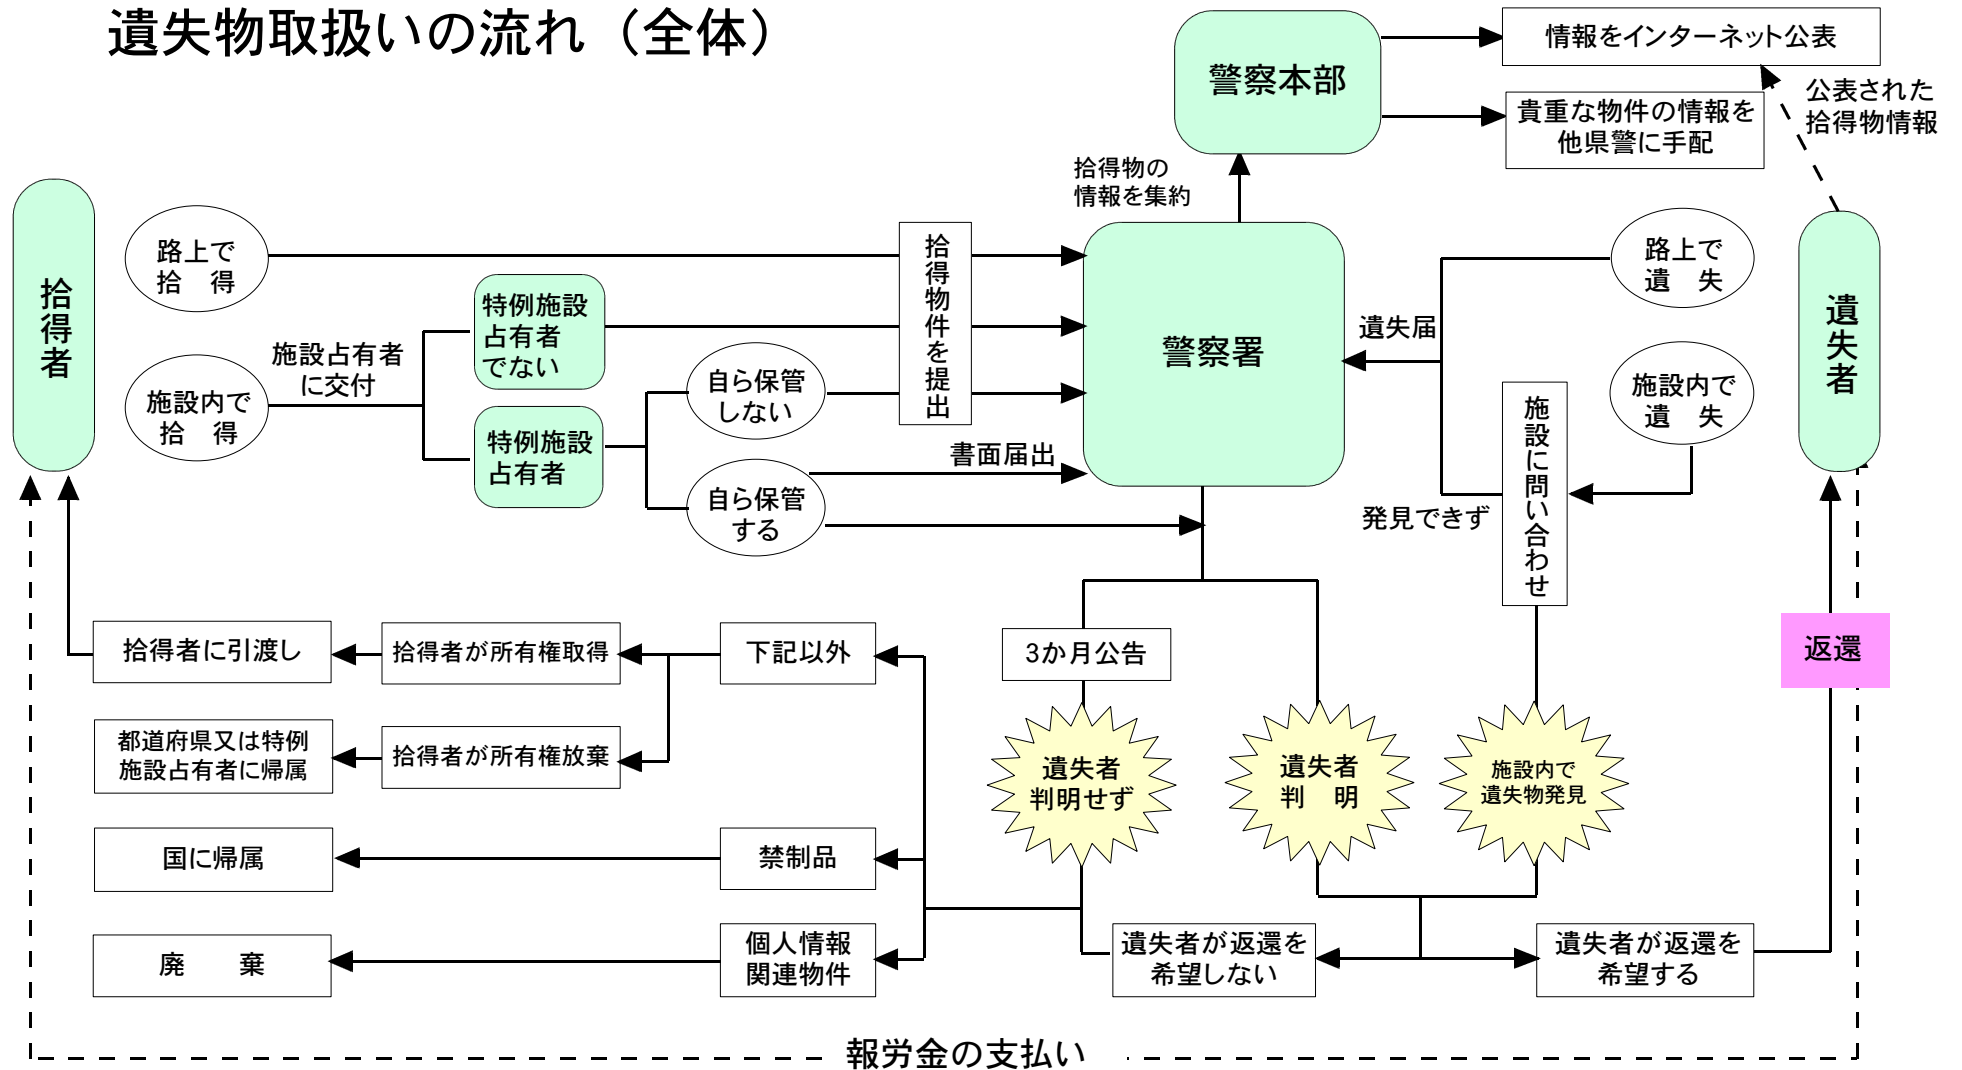 遺失物取扱いの流れ（全体）
警察本部
情報をインターネット公表
貴重な物件の情報を
他県警に手配
公表された
拾得物情報
拾得物の
情報を集約
拾得者
路上で
拾　得
施設内で
拾　得
施設占有者
に交付
特例施設
占有者
でない
特例施設
占有者
自ら保管
しない
自ら保管
する
拾得物件を提出
書面届出
警察署
遺失届
発見できず
施設に問い合わせ
路上で
遺　失
施設内で
遺　失
遺失者
返還
拾得者に引渡し
拾得者が所有権取得
下記以外
3か月公告
都道府県又は特例
施設占有者に帰属
拾得者が所有権放棄
遺失者
判明せず
遺失者
判　明
施設内で
遺失物発見
国に帰属
禁制品
廃　　棄
個人情報
関連物件
遺失者が返還を
希望しない
遺失者が返還を
希望する
報労金の支払い